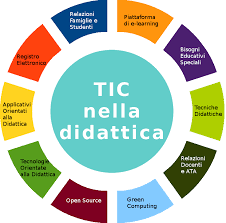 TIC
nella
didattica
Relazioni
Famiglie e
Studenti
Piattaforma
di e-learning
Bisogni
Educativi
Speciali
Tecniche
Didattiche
Relazioni
Docenti
e ATA
Green
Computing
Open Source
Tecnologie
Orientate
alla Didattica
Applicativi
Orientati
alla
Didattica
Registro
Elettronico